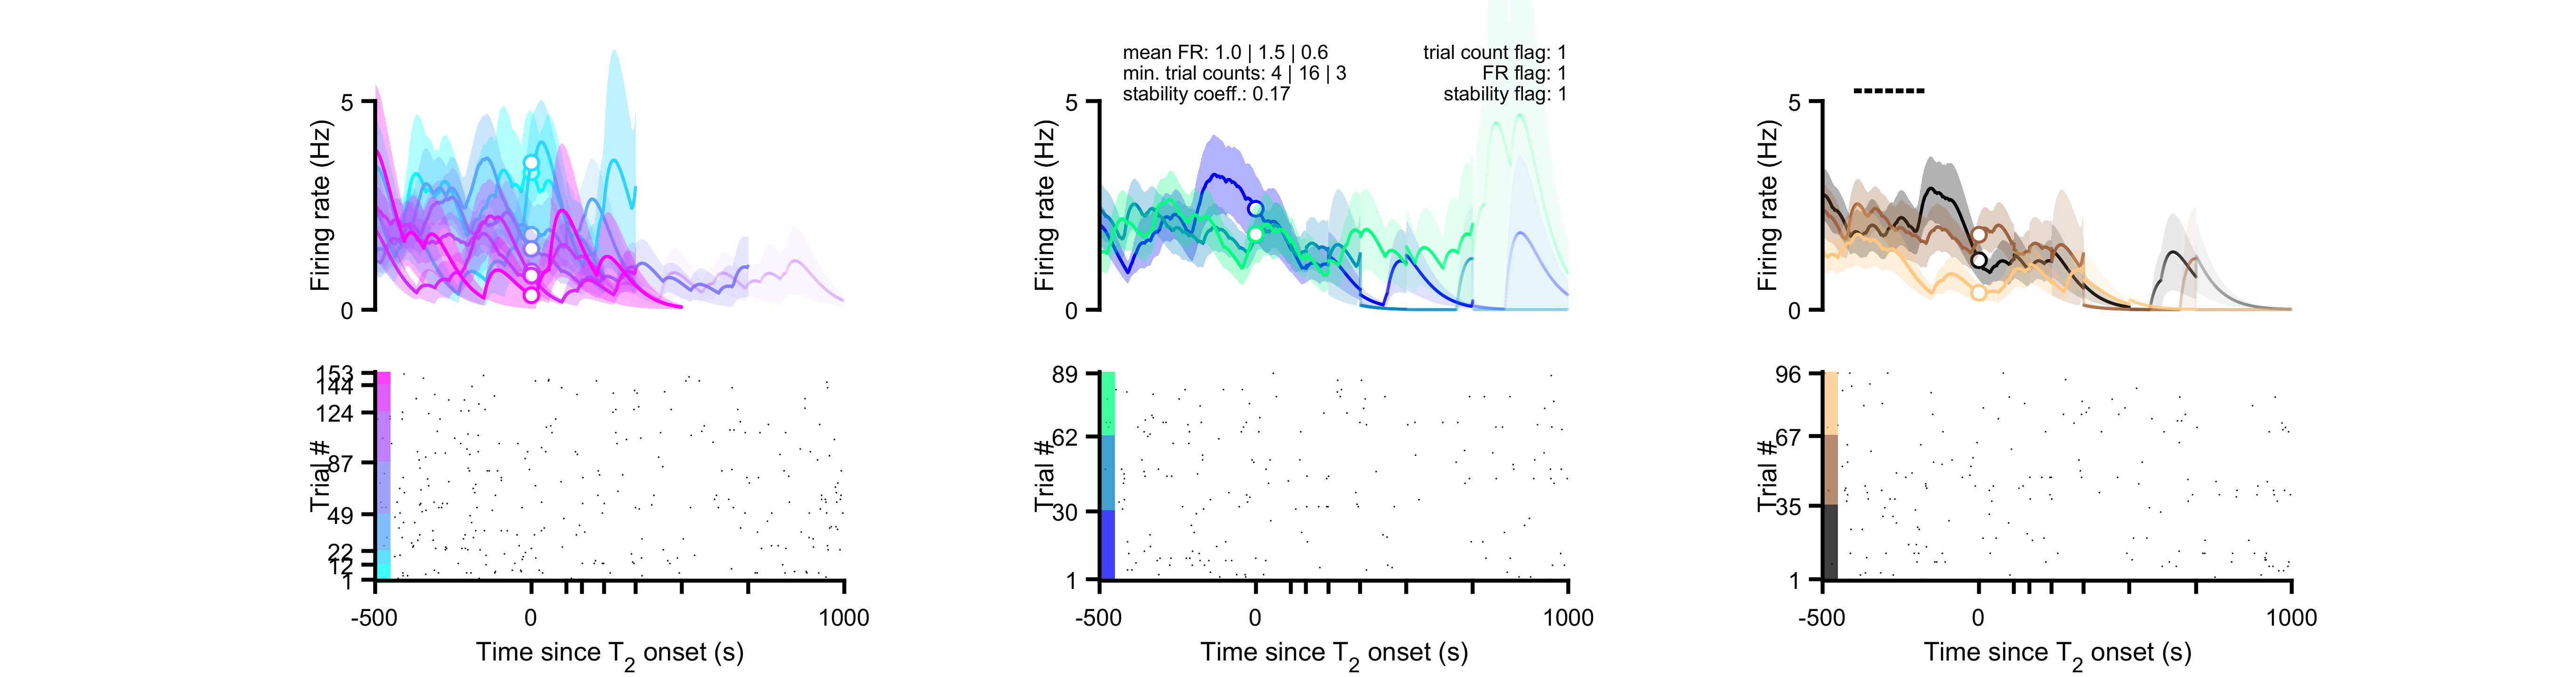 mean FR: 1.0 | 1.5 | 0.6
min. trial counts: 4 | 16 | 3
stability coeff.: 0.17
trial count flag: 1
FR flag: 1
stability flag: 1
5
0
Firing rate (Hz)
5
0
Firing rate (Hz)
5
0
Firing rate (Hz)
153
144
124
87
49
22
12
1
Trial #
-500
0
1000
Time since T2 onset (s)
89
62
30
1
Trial #
-500
0
1000
Time since T2 onset (s)
96
67
35
1
Trial #
-500
0
1000
Time since T2 onset (s)